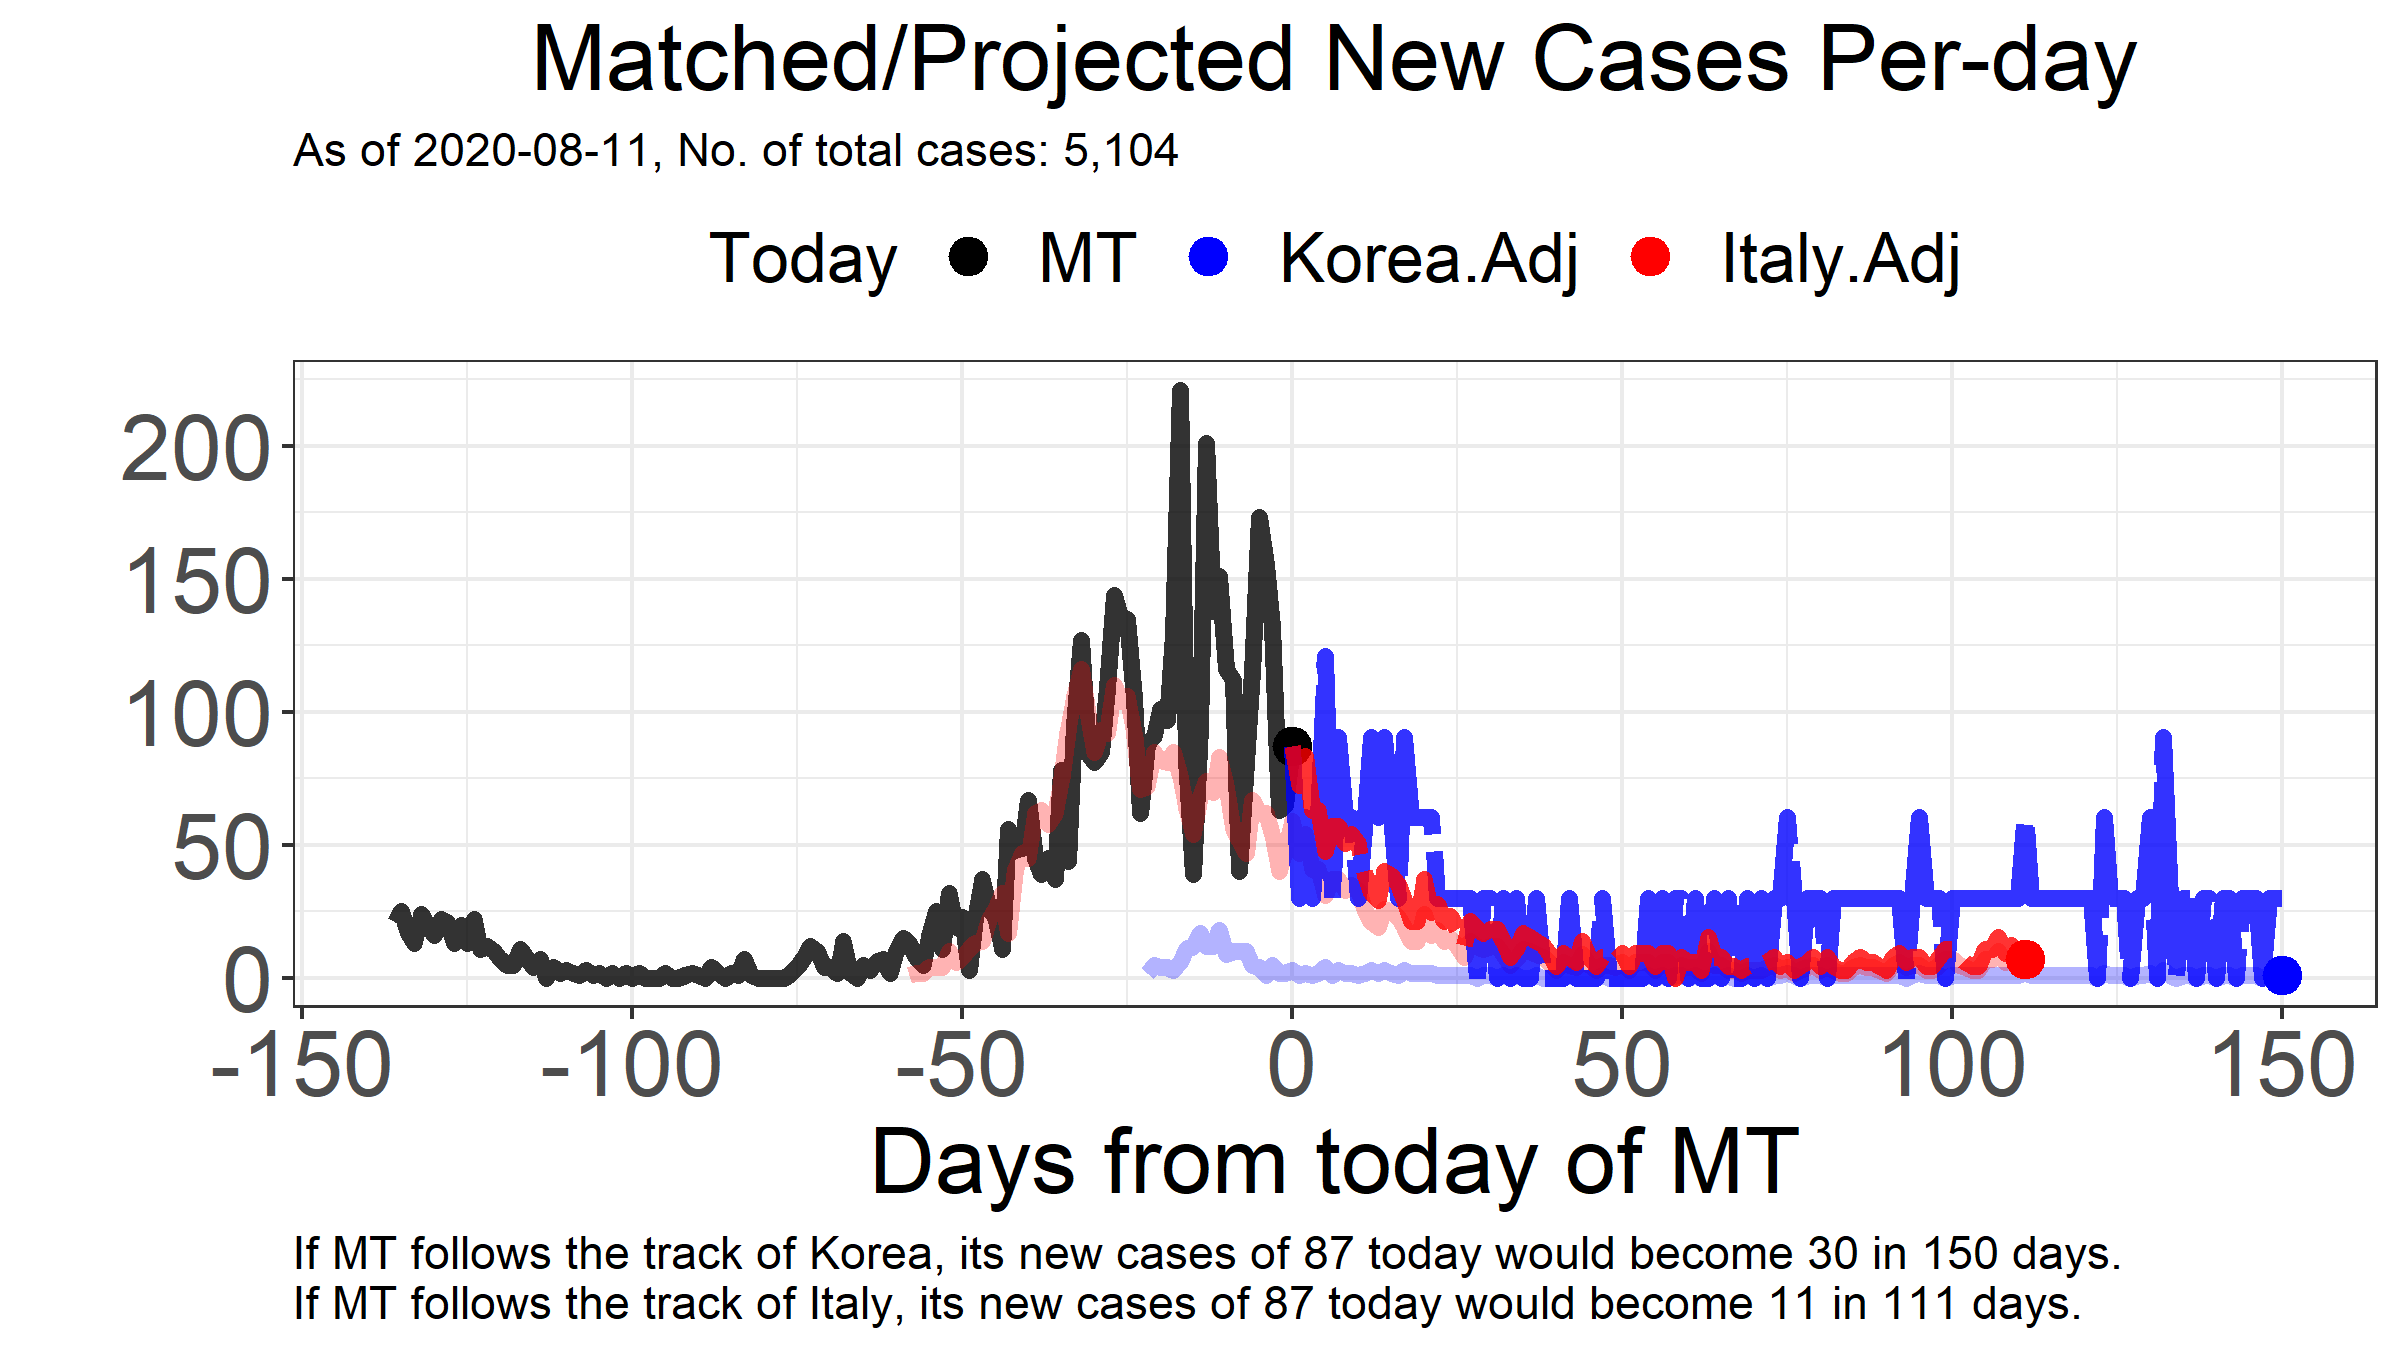 Matched/Projected New Cases Per-day
As of 2020-08-11, No. of total cases: 5,104
Today MT Korea.Adj Italy.Adj
200
150
100
50
0
-150 -100 -50 0 50 100 150
Days from today of MT
If MT follows the track of Korea, its new cases of 87 today would become 30 in 150 days.
If MT follows the track of Italy, its new cases of 87 today would become 11 in 111 days.